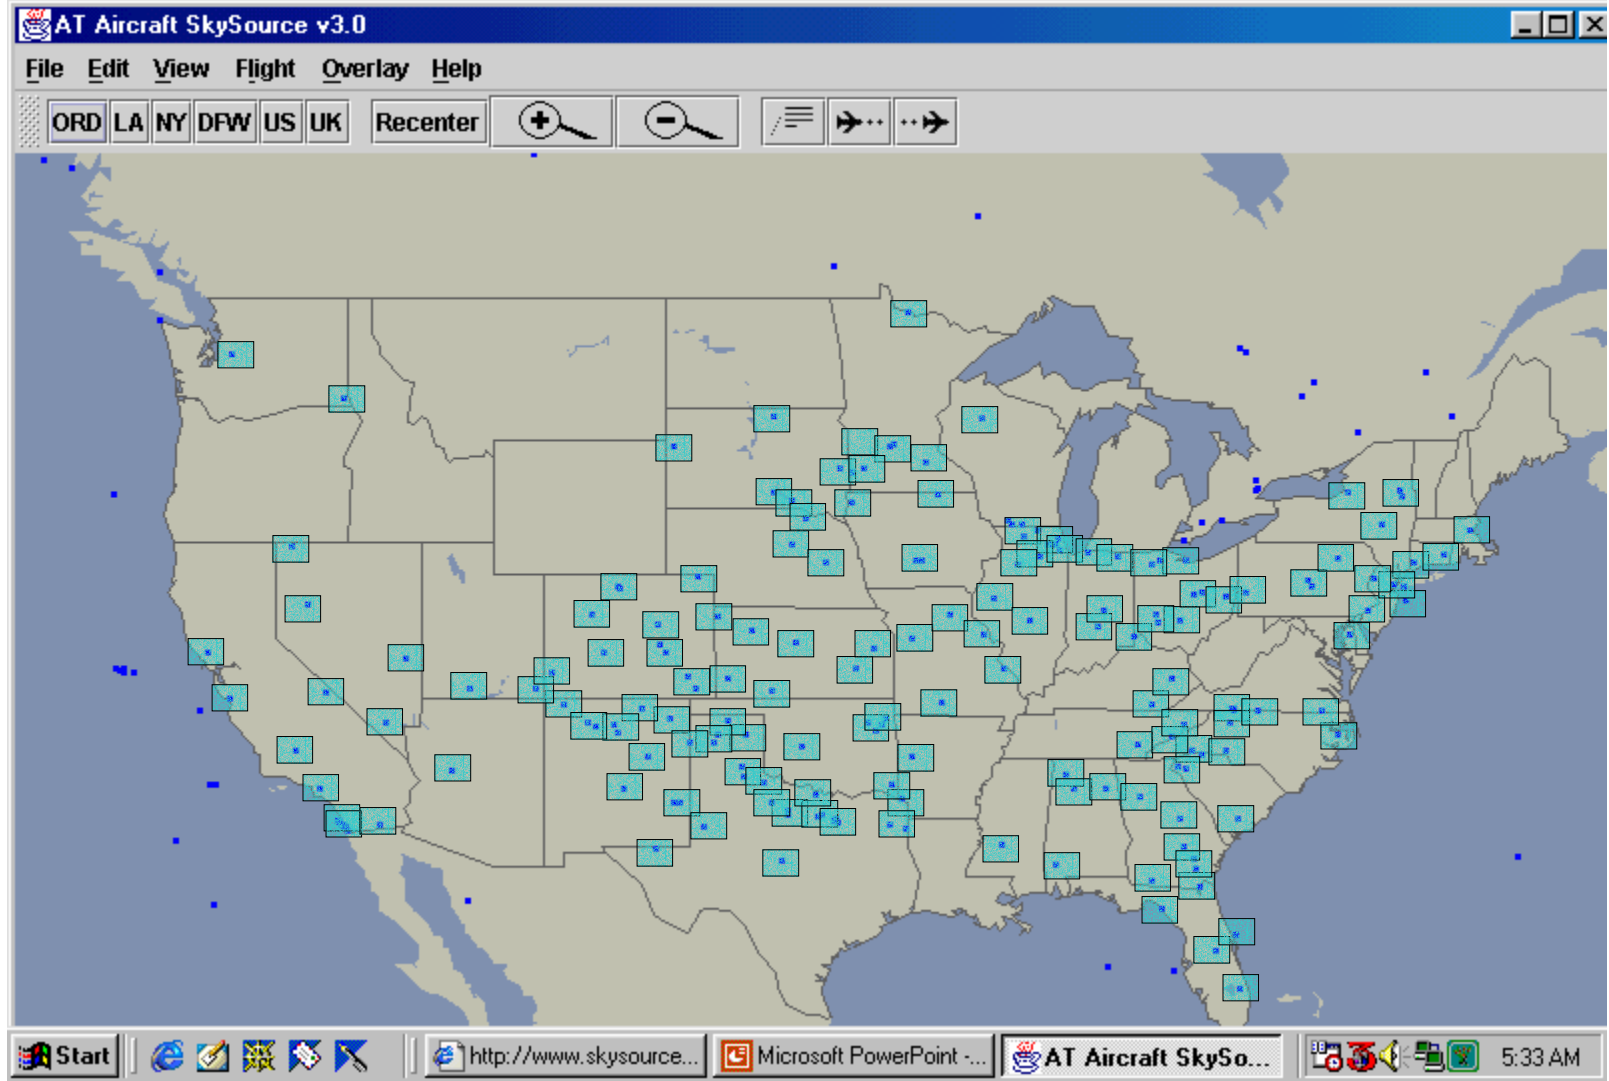 AT Aircraft SkySource v3.0
File Edit View Flight Overlay Help
ORD LA NY DFW US UK Recenter
Start http://www.skysource... Microsoft PowerPoint -... AT Aircraft SkySo... 5:33 AM